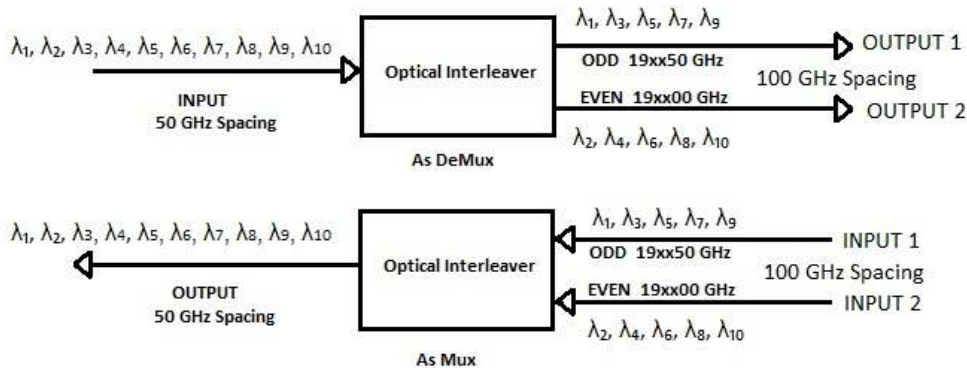 λ1, λ3, λ5, λ7, λ9
λ1, λ2, λ3, λ4, λ5, λ6, λ7, λ8, λ9, λ10
OUTPUT 1
Optical Interleaver
ODD 19xx50 GHz
INPUT
50 GHz Spacing
100 GHz Spacing
EVEN 19xx00 GHz
OUTPUT 2
λ2, λ4, λ6, λ8, λ10
As DeMux
λ1, λ3, λ5, λ7, λ9
λ1, λ2, λ3, λ4, λ5, λ6, λ7, λ8, λ9, λ10
INPUT 1
ODD 19xx50 GHz
Optical Interleaver
100 GHz Spacing
OUTPUT
50 GHz Spacing
EVEN 19xx00 GHz
INPUT 2
λ2, λ4, λ6, λ8, λ10
As Mux